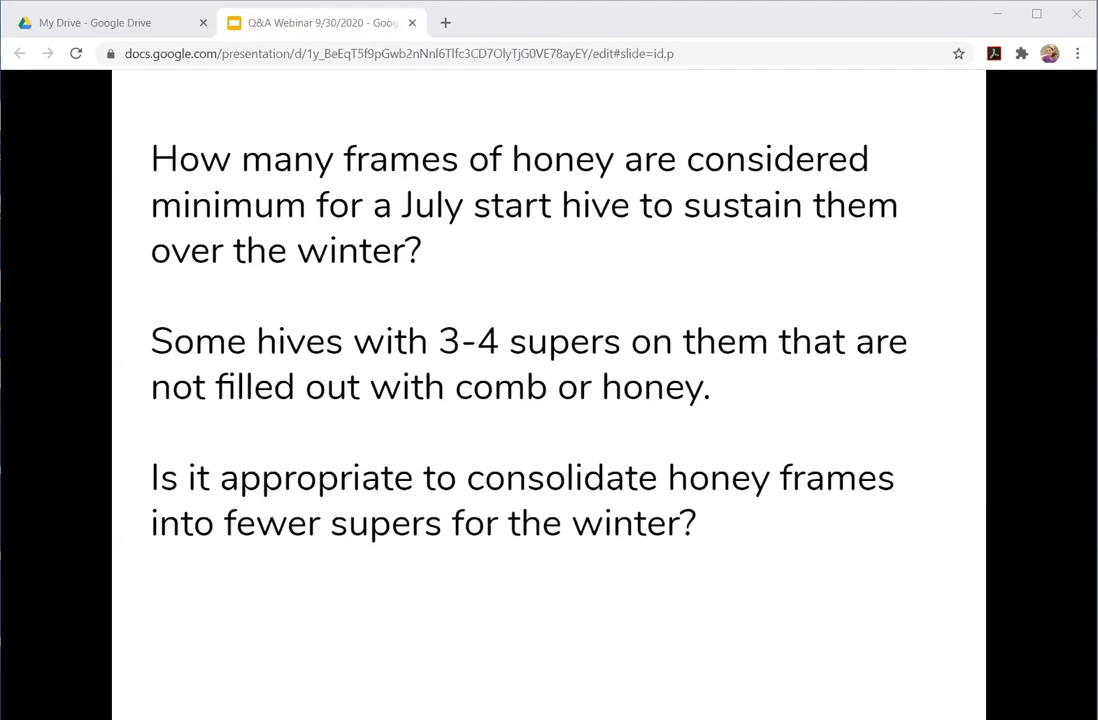 My Drive - Google Drive
Q&A Webinar 9/30/2020 - Goog
docs.google.com/presentation/d/1y_BeEqT5f9pGwb2nNnl6Tlfc3CD7OlyTjG0VE78ayEY/edit#slide=id.p
How many frames of honey are considered
minimum for a July start hive to sustain them
over the winter?
Some hives with 3-4 supers on them that are
not filled out with comb or honey.
Is it appropriate to consolidate honey frames
into fewer supers for the winter?